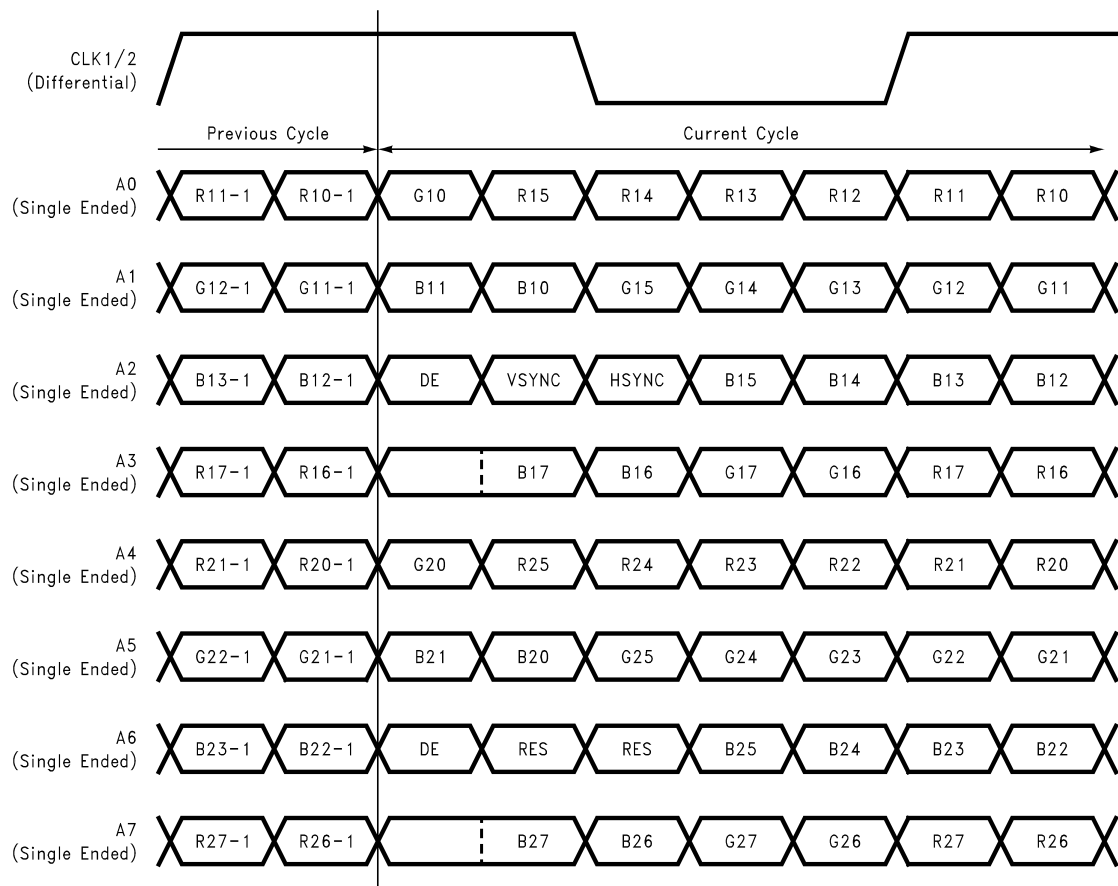 CLK1/2
(Differential)
Previous Cycle Current Cycle
A0
(Single Ended)
R11-1 R10-1 G10 R15 R14 R13 R12 R11 R10
A1
(Single Ended)
G12-1 G11-1 B11 B10 G15 G14 G13 G12 G11
A2
(Single Ended)
B13-1 B12-1 DE VSYNC HSYNC B15 B14 B13 B12
A3
(Single Ended)
R17-1 R16-1 B17 B16 G17 G16 R17 R16
A4
(Single Ended)
R21-1 R20-1 G20 R25 R24 R23 R22 R21 R20
A5
(Single Ended)
G22-1 G21-1 B21 B20 G25 G24 G23 G22 G21
A6
(Single Ended)
B23-1 B22-1 DE RES RES B25 B24 B23 B22
A7
(Single Ended)
R27-1 R26-1 B27 B26 G27 G26 R27 R26